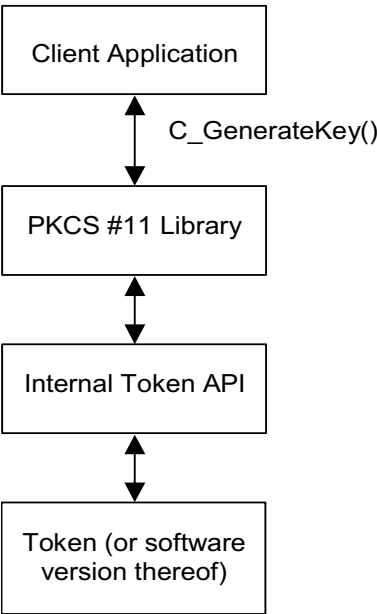 Client Application
C_GenerateKey()
PKCS #11 Library
Internal Token API
Token (or software
version thereof)